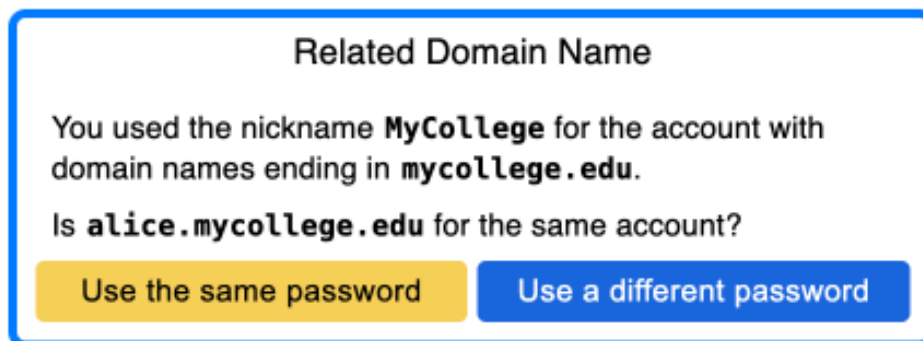 Related Domain Name
You used the nickname MyCollege for the account with
domain names ending in mycollege.edu.
Is alice.mycollege.edu for the same account?
Use the same password
Use a different password